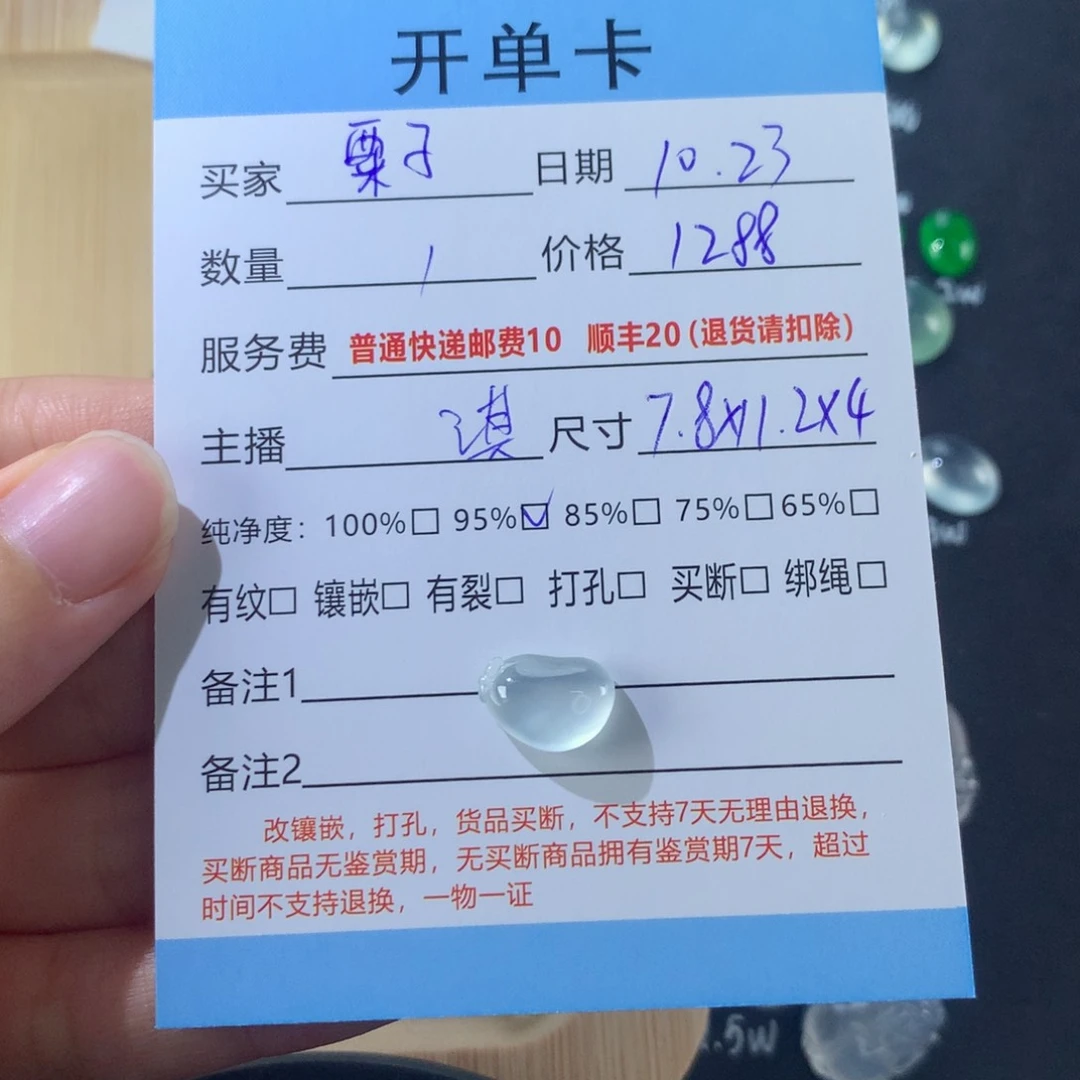 开单卡
买家 栗子 日期 10.23
数量 1 价格 1288
服务费 普通快递邮费10 顺丰20(退货请扣除)
主播 淇 尺寸 7.8×11.2×4
纯净度：100%□ 95%☑ 85%□ 75%□ 65%□
有纹□ 镶嵌□ 有裂□ 打孔□ 买断□ 绑绳□
备注1
备注2
改镶嵌，打孔，货品买断，不支持7天无理由退换，
买断商品无鉴赏期，无买断商品拥有鉴赏期7天，超过
时间不支持退换，一物一证
.5W